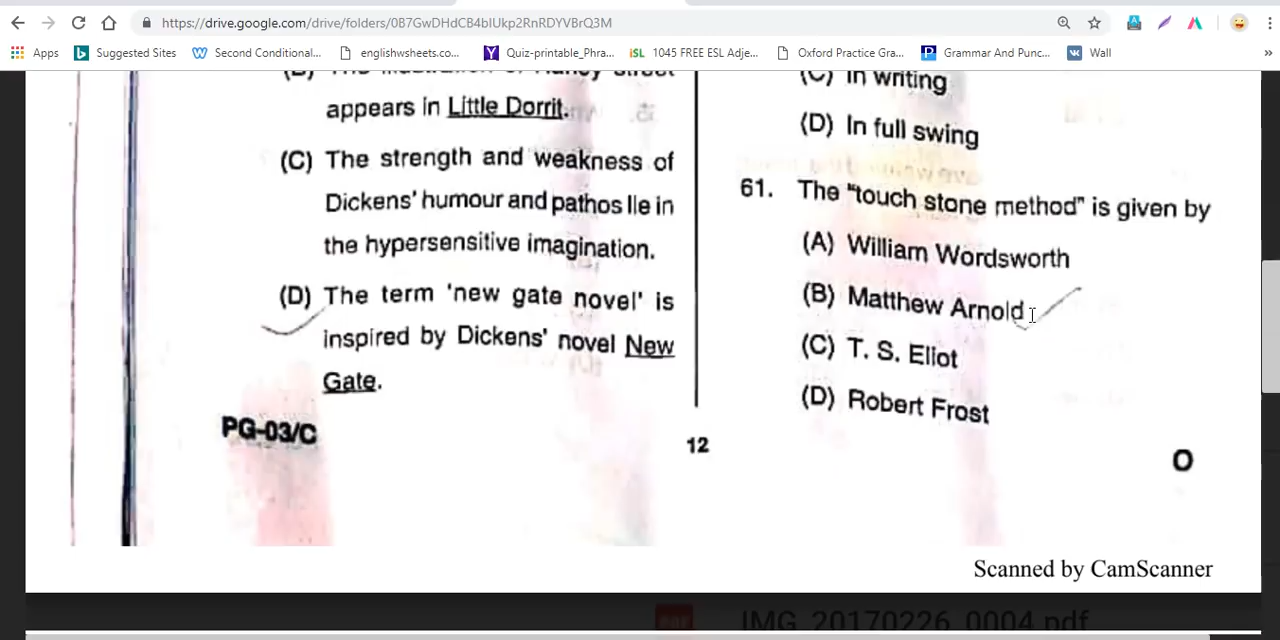 https://drive.google.com/drive/folders/0B7GwDHdCB4bIUkp2RnRDYVBrQ3M
Apps
Suggested Sites
Second Conditional...
englishwsheets.co...
Quiz-printable_Phra...
iSL 1045 FREE ESL Adje...
Oxford Practice Gra...
Grammar And Punc...
Wall
»
Street
appears in Little Dorrit.
(C) The strength and weakness of
Dickens' humour and pathos lie in
the hypersensitive imagination.
(D) The term 'new gate novel' is
inspired by Dickens' novel New
Gate.
PG-03/C
12
(C) In writing
(D) In full swing
61. The "touch stone method" is given by
(A) William Wordsworth
(B) Matthew Arnold
(C) T. S. Eliot
(D) Robert Frost
O
Scanned by CamScanner
IMG_20170226_0004.pdf